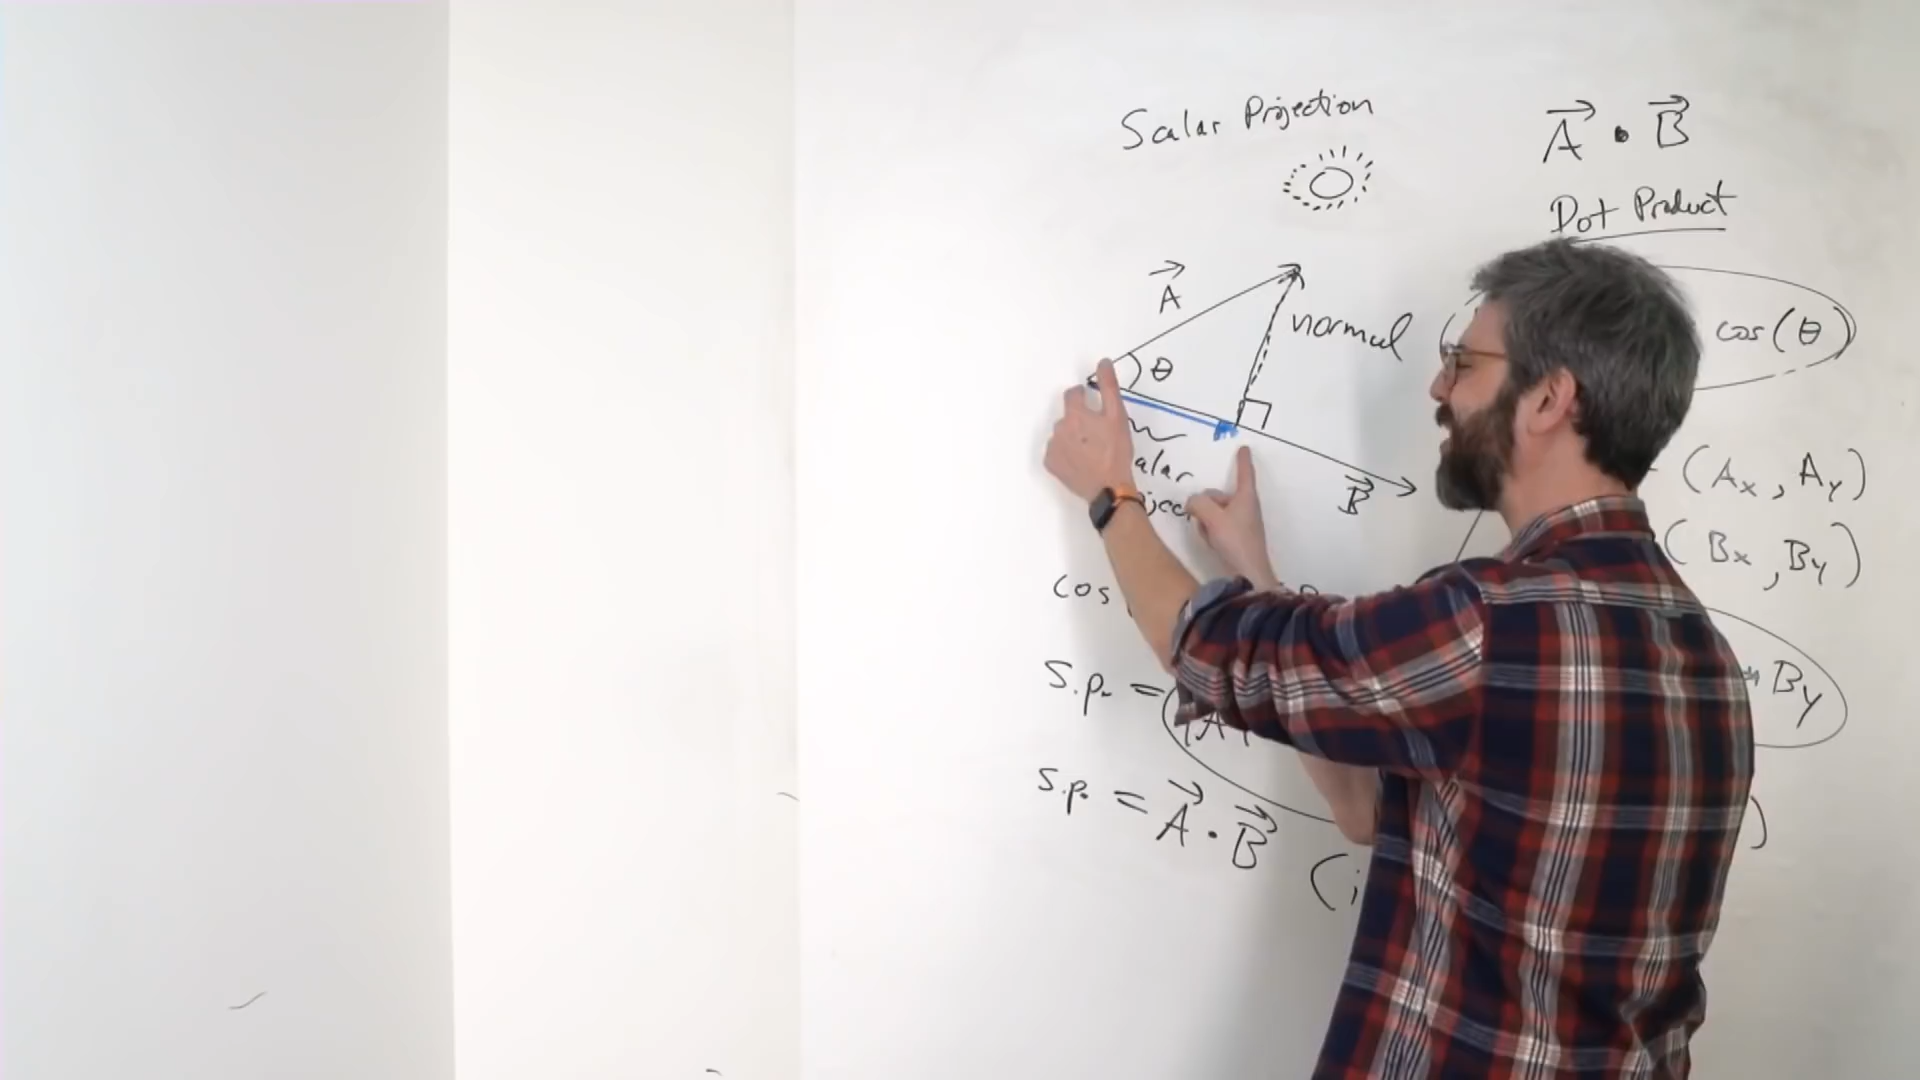 Scalar Projection
A • B
Dot Product
A
normal
cos(θ)
θ
B
(Ax, Ay)
(Bx, By)
cos
By
s.p. =
s.p. = A · B